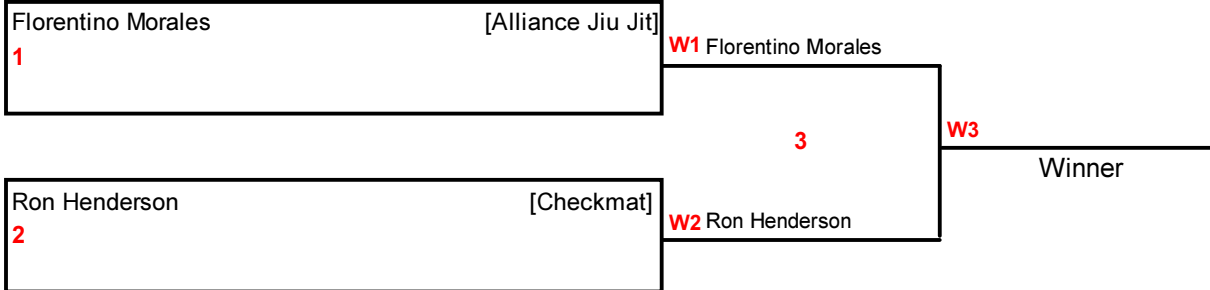 Florentino Morales [Alliance Jiu Jit]
1
W1 Florentino Morales
3
W3
Winner
Ron Henderson [Checkmat]
2
W2 Ron Henderson